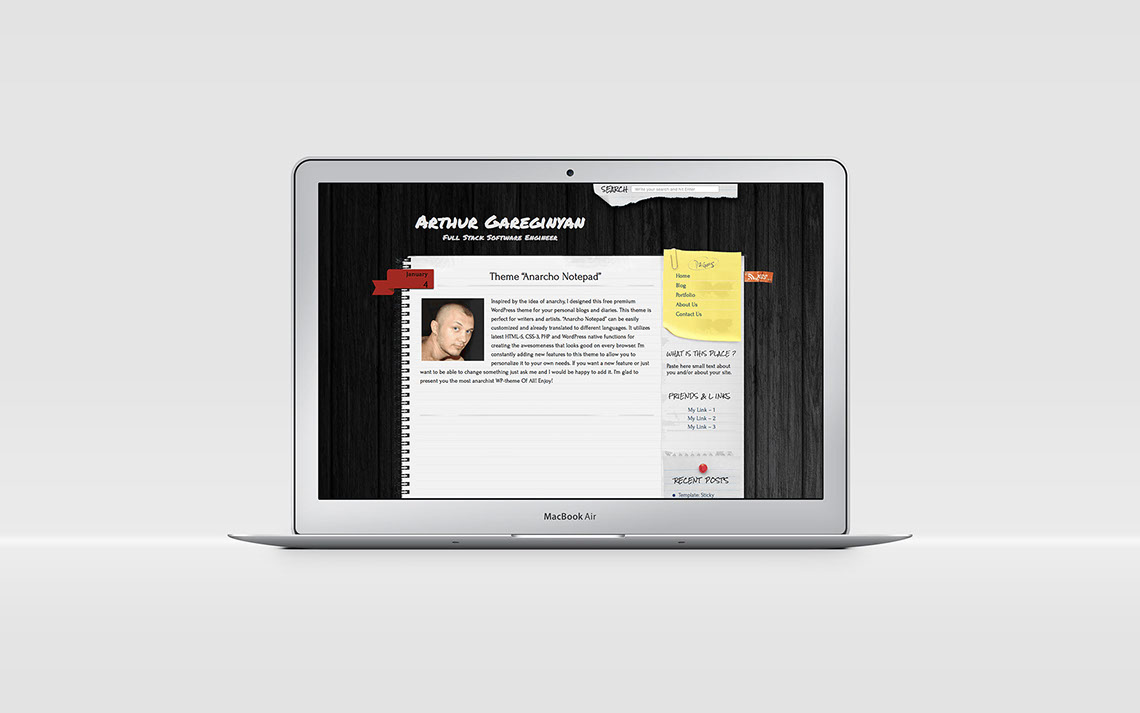 SEARCH Write your search and hit Enter
Arthur Gareginyan
Full Stack Software Engineer
January
4
Theme "Anarcho Notepad"
Inspired by the idea of anarchy, I designed this free premium
WordPress theme for your personal blogs and diaries. This theme is
perfect for writers and artists. "Anarcho Notepad" can be easily
customized and already translated to different languages. It utilizes
latest HTML-5, CSS-3, PHP and WordPress native functions for
creating the awesomeness that looks good on every browser. I'm
constantly adding new features to this theme to allow you to
personalize it to your own needs. If you want a new feature or just
want to be able to change something just ask me and I would be happy to add it. I'm glad to
present you the most anarchist WP-theme Of All! Enjoy!
PAGES
Home
Blog
Portfolio
About Us
Contact Us
WHAT IS THIS PLACE ?
Paste here small text about
you and/or about your site.
FRIENDS & LINKS
My Link – 1
My Link – 2
My Link – 3
RECENT POSTS
Template: Sticky
MacBook Air